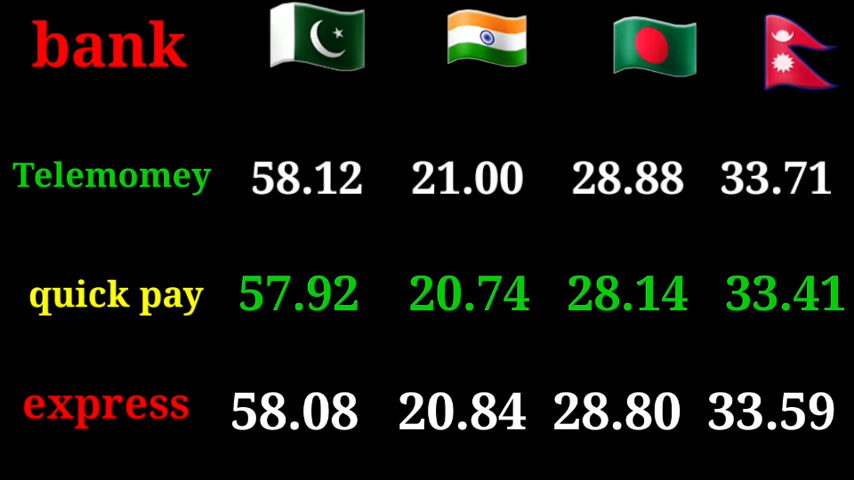 bank
Telemomey 58.12 21.00 28.88 33.71
quick pay 57.92 20.74 28.14 33.41
express 58.08 20.84 28.80 33.59